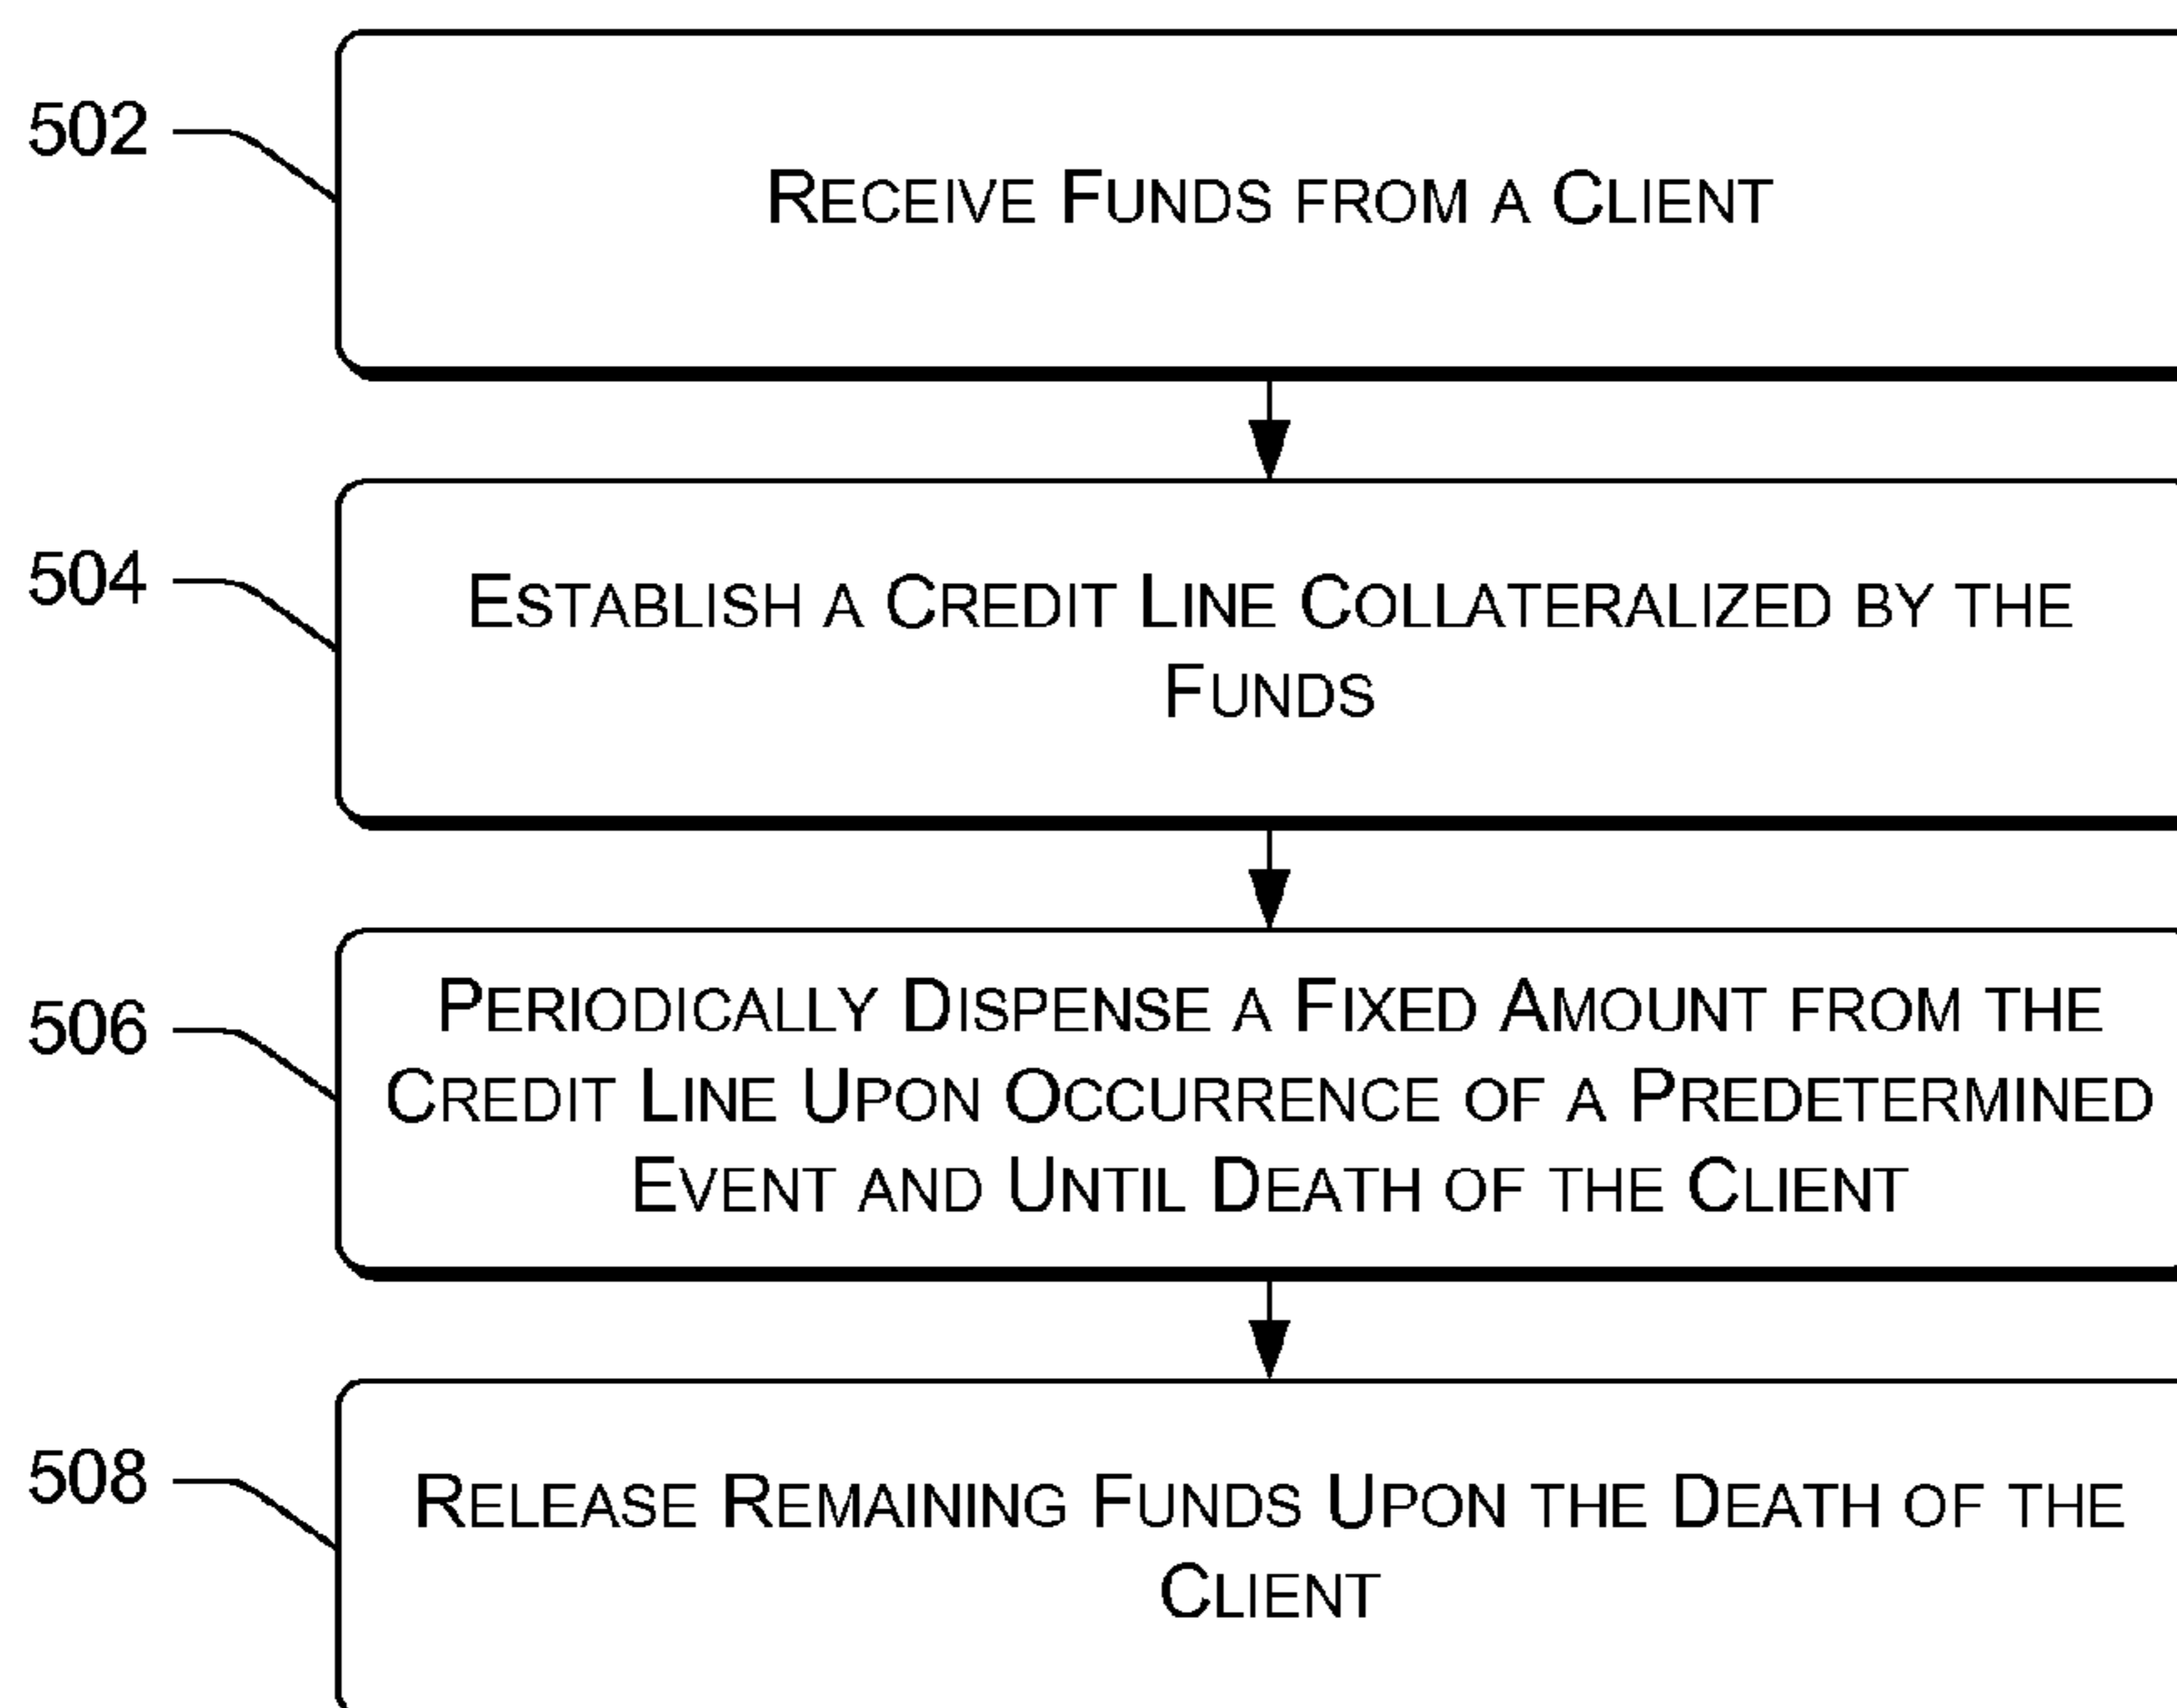 502
RECEIVE FUNDS FROM A CLIENT
504
ESTABLISH A CREDIT LINE COLLATERALIZED BY THE
FUNDS
506
PERIODICALLY DISPENSE A FIXED AMOUNT FROM THE
CREDIT LINE UPON OCCURRENCE OF A PREDETERMINED
EVENT AND UNTIL DEATH OF THE CLIENT
508
RELEASE REMAINING FUNDS UPON THE DEATH OF THE
CLIENT